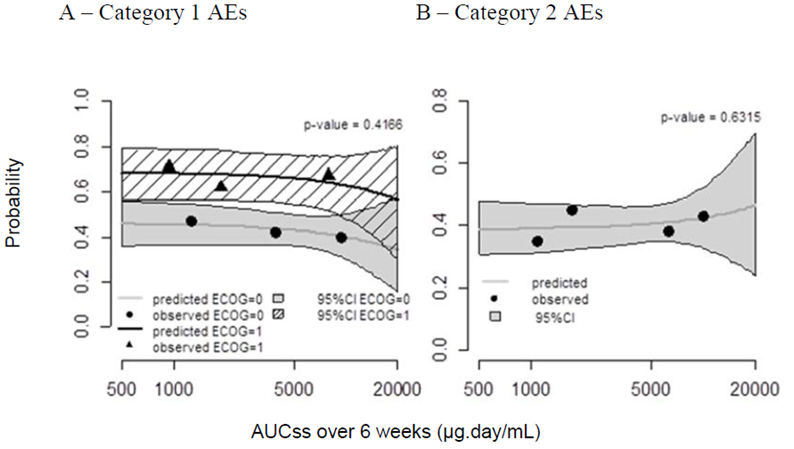 A – Category 1 AEs
B – Category 2 AEs
Probability
1.0
0.8
0.6
0.4
0.2
0.0
p-value = 0.4166
predicted ECOG=0
observed ECOG=0
predicted ECOG=1
observed ECOG=1
95%CI ECOG=0
95%CI ECOG=1
500
1000
5000
20000
0.8
0.6
0.4
0.2
0.0
p-value = 0.6315
predicted
observed
95%CI
500
1000
5000
20000
AUCss over 6 weeks (µg.day/mL)